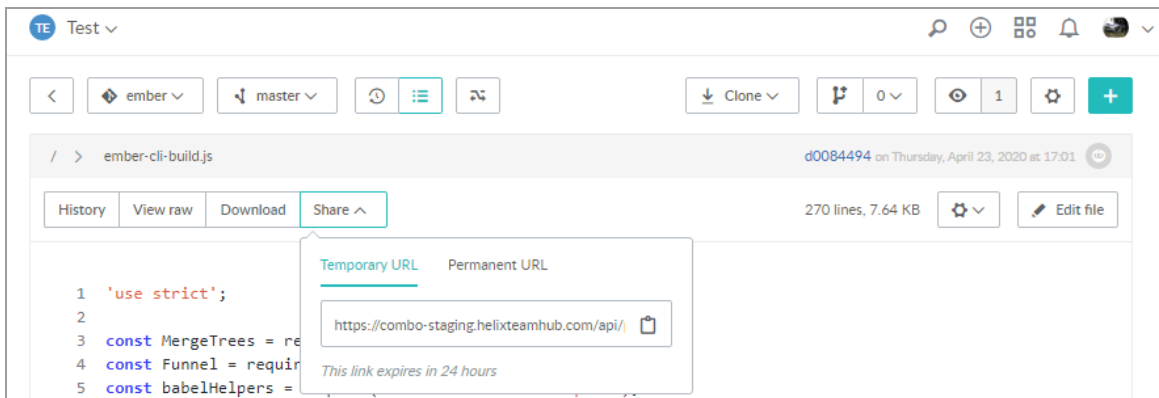 TE Test
ember master Clone 0 1 +
/ > ember-cli-build.js d0084494 on Thursday, April 23, 2020 at 17:01
History View raw Download Share 270 lines, 7.64 KB Edit file
Temporary URL Permanent URL
https://combo-staging.helixteamhub.com/api/
This link expires in 24 hours
1 'use strict';
2
3 const MergeTrees = re
4 const Funnel = requir
5 const babelHelpers =